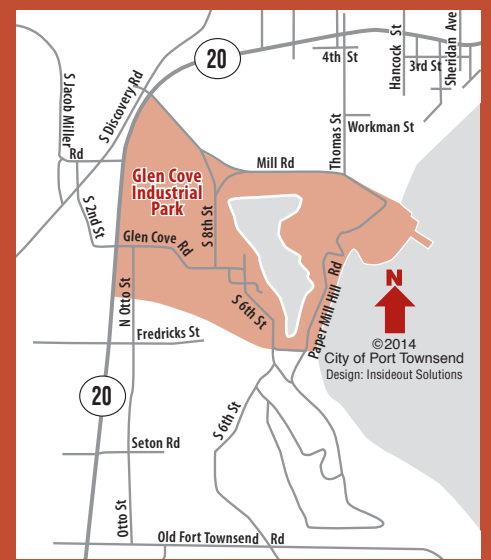 20
4th St
Hancock St
3rd St
Sheridan Ave
S Jacob Miller
Rd
S Discovery Rd
Thomas St
Workman St
Mill Rd
Glen Cove
Industrial
Park
S 8th St
S 2nd St
Glen Cove Rd
N Otto St
S 6th St
Paper Mill Hill Rd
N
©2014
City of Port Townsend
Design: Insideout Solutions
Fredricks St
20
S 6th St
Seton Rd
Otto St
Old Fort Townsend Rd